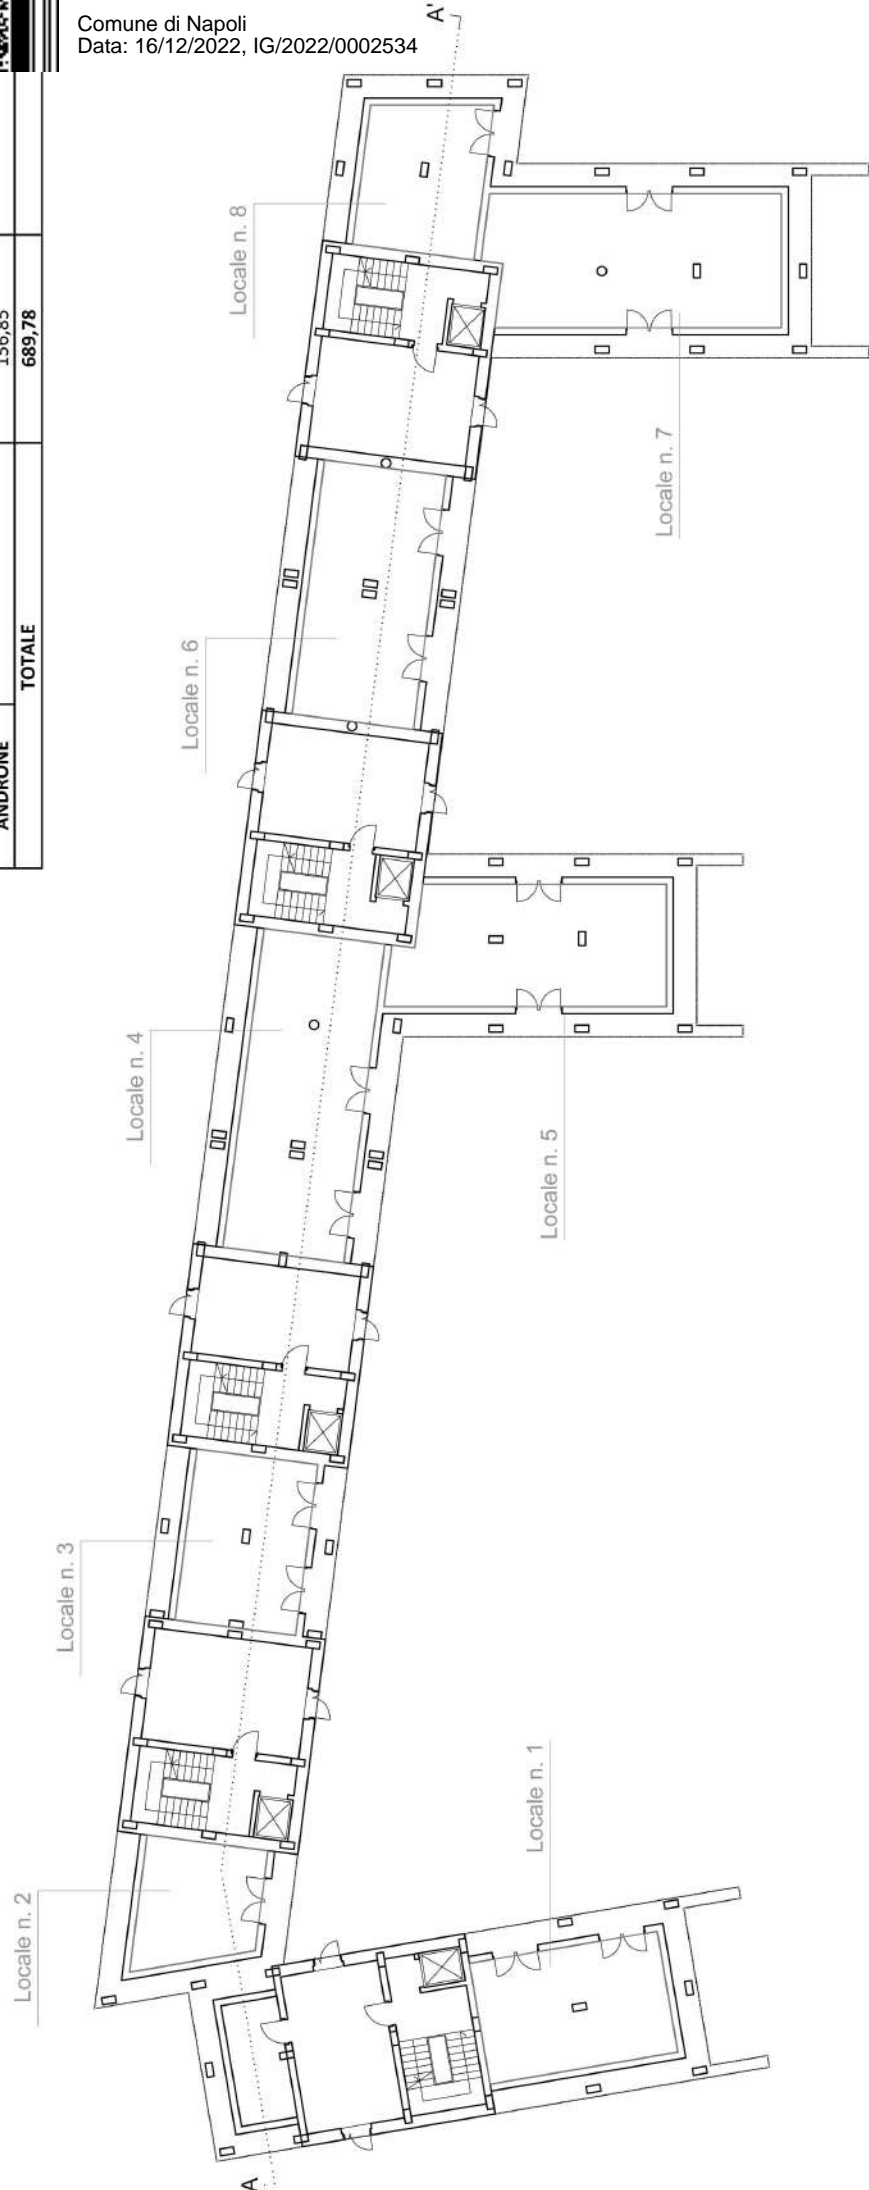 Comune di Napoli
Data: 16/12/2022, IG/2022/0002534
ANDRONE
156,85
TOTALE
689,78
A'
Locale n. 8
Locale n. 7
Locale n. 6
Locale n. 4
Locale n. 5
Locale n. 3
Locale n. 1
Locale n. 2
A